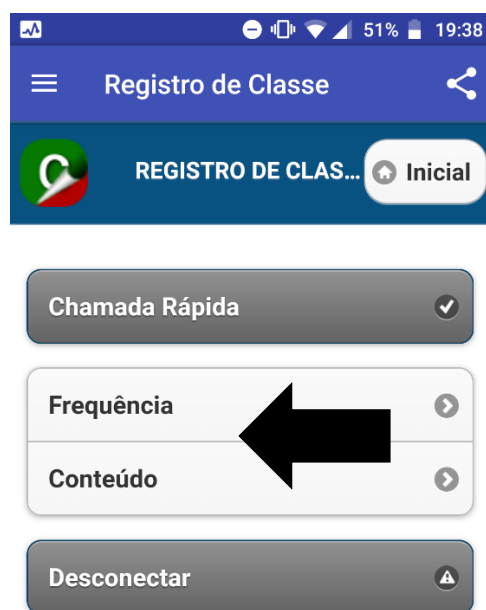 51% 19:38
Registro de Classe
REGISTRO DE CLAS... Inicial
Chamada Rápida
Frequência
Conteúdo
Desconectar